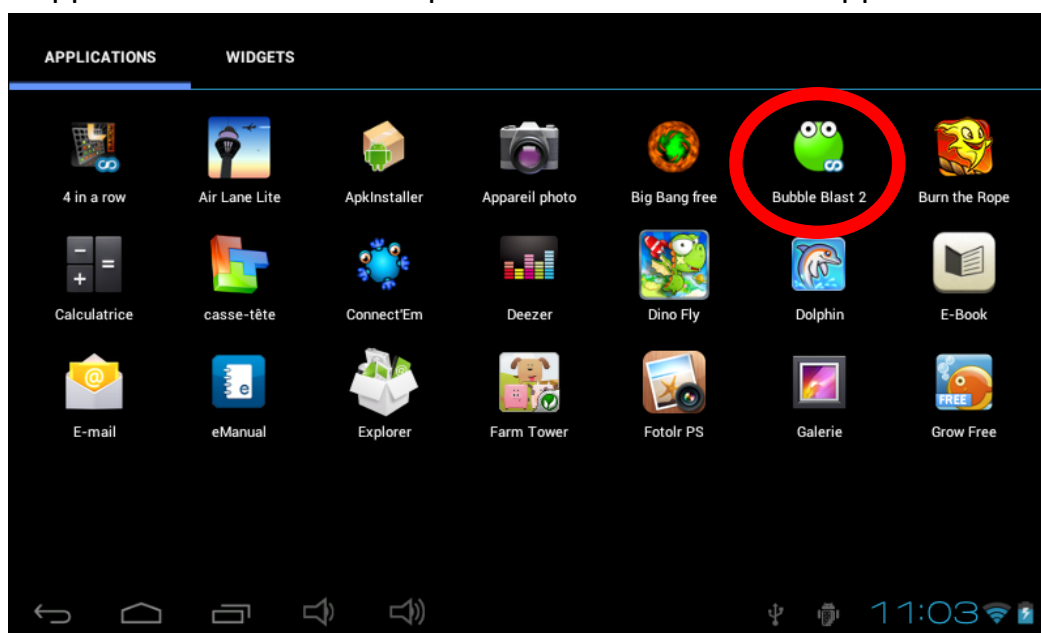 APPLICATIONS WIDGETS
4 in a row Air Lane Lite ApkInstaller Appareil photo Big Bang free Bubble Blast 2 Burn the Rope
Calculatrice casse-tête Connect'Em Deezer Dino Fly Dolphin E-Book
FREE
E-mail eManual Explorer Farm Tower Fotolr PS Galerie Grow Free
11:03